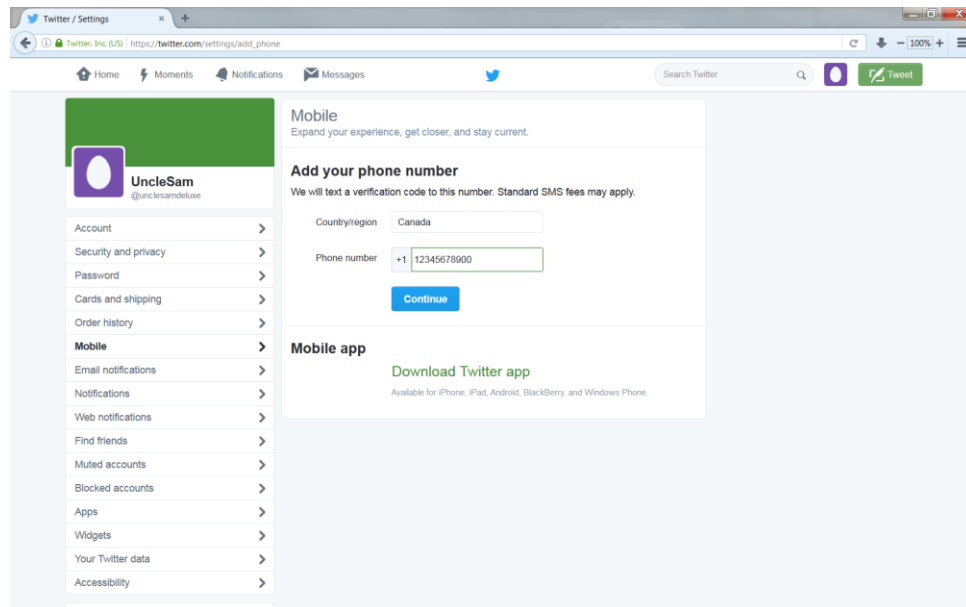 Twitter / Settings
Twitter, Inc. (US) https://twitter.com/settings/add_phone
100%
Home Moments Notifications Messages Search Twitter Tweet
Mobile
Expand your experience, get closer, and stay current.
UncleSam
@unclesamdeluxe
Add your phone number
We will text a verification code to this number. Standard SMS fees may apply.
Country/region Canada
Phone number +1 12345678900
Continue
Mobile app
Download Twitter app
Available for iPhone, iPad, Android, BlackBerry, and Windows Phone.
Account
Security and privacy
Password
Cards and shipping
Order history
Mobile
Email notifications
Notifications
Web notifications
Find friends
Muted accounts
Blocked accounts
Apps
Widgets
Your Twitter data
Accessibility